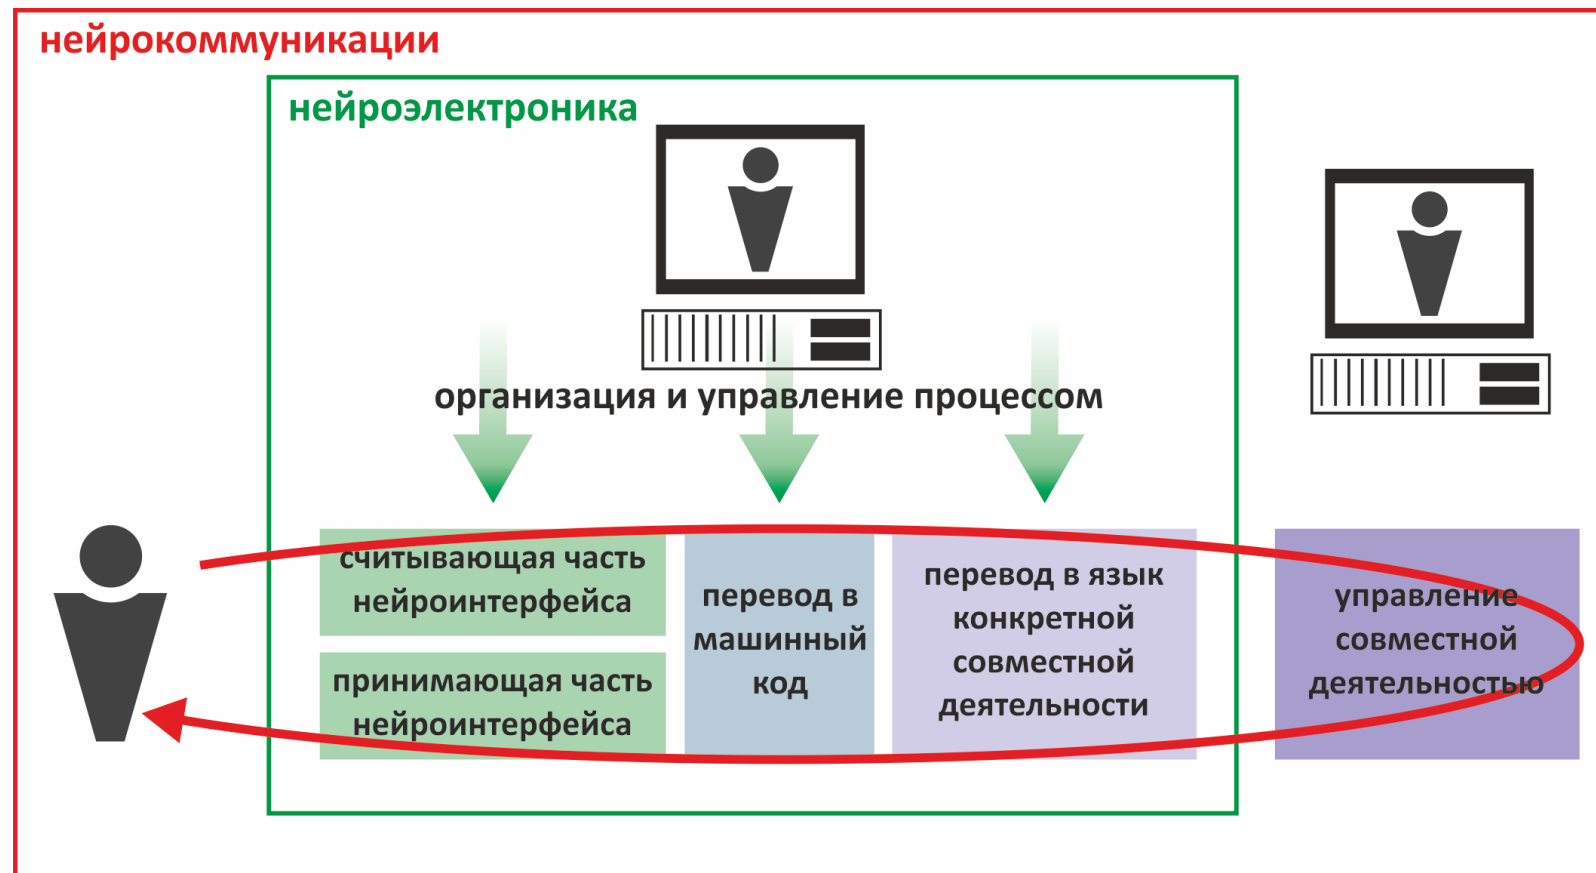 нейрокоммуникации
нейроэлектроника
организация и управление процессом
считывающая часть
нейроинтерфейса
принимающая часть
нейроинтерфейса
перевод в
машинный
код
перевод в язык
конкретной
совместной
деятельности
управление
совместной
деятельностью